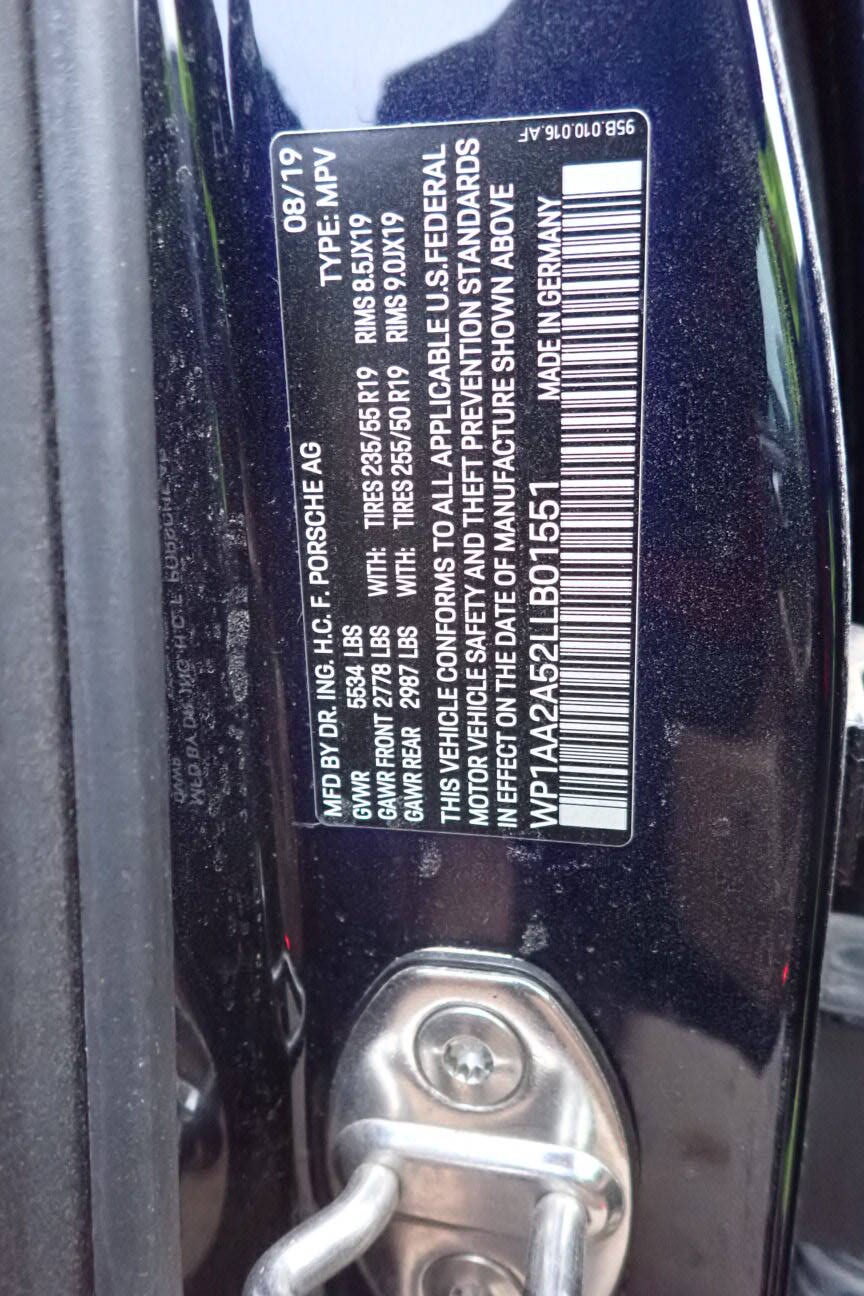 08/19
MFD BY DR. ING. H.C. F. PORSCHE AG TYPE: MPV
GVWR 5534 LBS
GAWR FRONT 2778 LBS WITH: TIRES 235/55 R19 RIMS 8.5JX19
GAWR REAR 2987 LBS WITH: TIRES 255/50 R19 RIMS 9.0JX19
THIS VEHICLE CONFORMS TO ALL APPLICABLE U.S.FEDERAL
MOTOR VEHICLE SAFETY AND THEFT PREVENTION STANDARDS
IN EFFECT ON THE DATE OF MANUFACTURE SHOWN ABOVE
WP1AA2A52LLB01551 MADE IN GERMANY
95B.010.016.AF